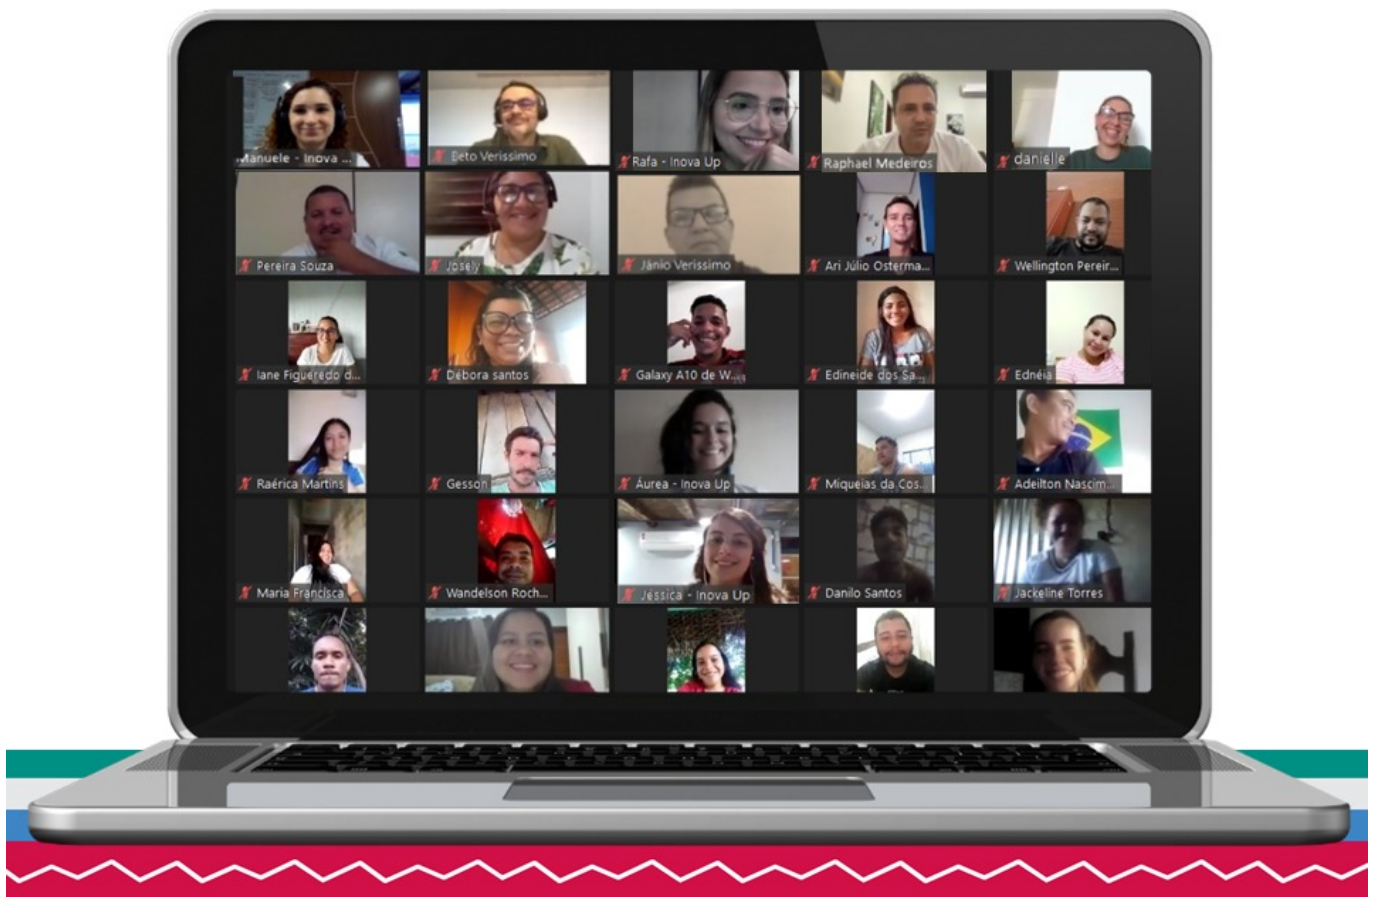 Manuele - Inova ...
Beto Verissimo
Rafa - Inova Up
Raphael Medeiros
danielle
Pereira Souza
Josely
Jânio Verissimo
Ari Júlio Osterma...
Wellington Pereir...
Iane Figueredo d...
Débora santos
Galaxy A10 de W...
Edineide dos Sa...
Ednéia
Raérica Martins
Gesson
Áurea - Inova Up
Miqueias da Cos...
Adeilton Nascim...
Maria Francisca
Wandelson Roch...
Jéssica - Inova Up
Danilo Santos
Jackeline Torres